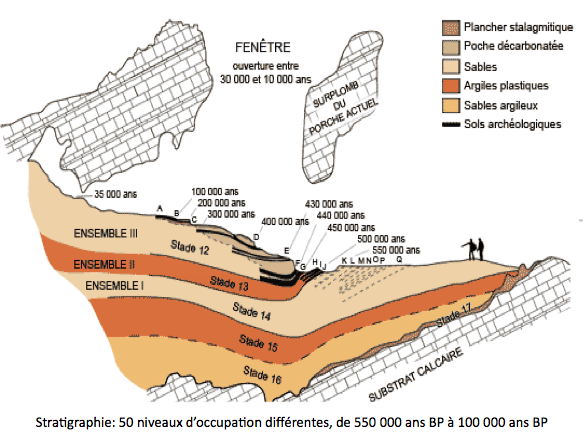 FENÊTRE
ouverture entre
30 000 et 10 000 ans
SURPLOMB
DU
PORCHE ACTUEL
Plancher stalagmitique
Poche décarbonatée
Sables
Argiles plastiques
Sables argileux
Sols archéologiques
35 000 ans
A
B
C
100 000 ans
200 000 ans
300 000 ans
D
400 000 ans
E
430 000 ans
440 000 ans
450 000 ans
F
G
H
I
J
500 000 ans
550 000 ans
K L M N O P Q
ENSEMBLE III
Stade 12
ENSEMBLE II
Stade 13
ENSEMBLE I
Stade 14
Stade 15
Stade 16
Stade 17
SUBSTRAT CALCAIRE
Stratigraphie: 50 niveaux d'occupation différentes, de 550 000 ans BP à 100 000 ans BP